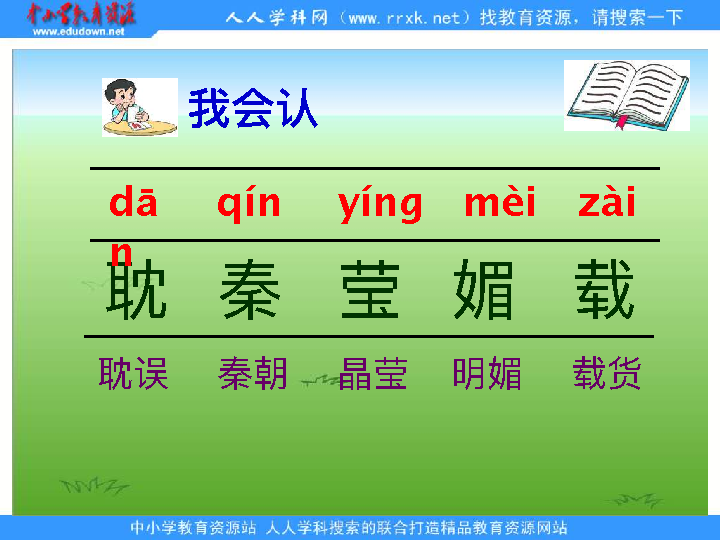 中小学教育资源
www.edudown.net
人人学科网（www.rrxk.net）找教育资源，请搜索一下
我会认
dān qín yíng mèi zài
耽 秦 莹 媚 载
耽误 秦朝 晶莹 明媚 载货
中小学教育资源站 人人学科搜索的联合打造精品教育资源网站